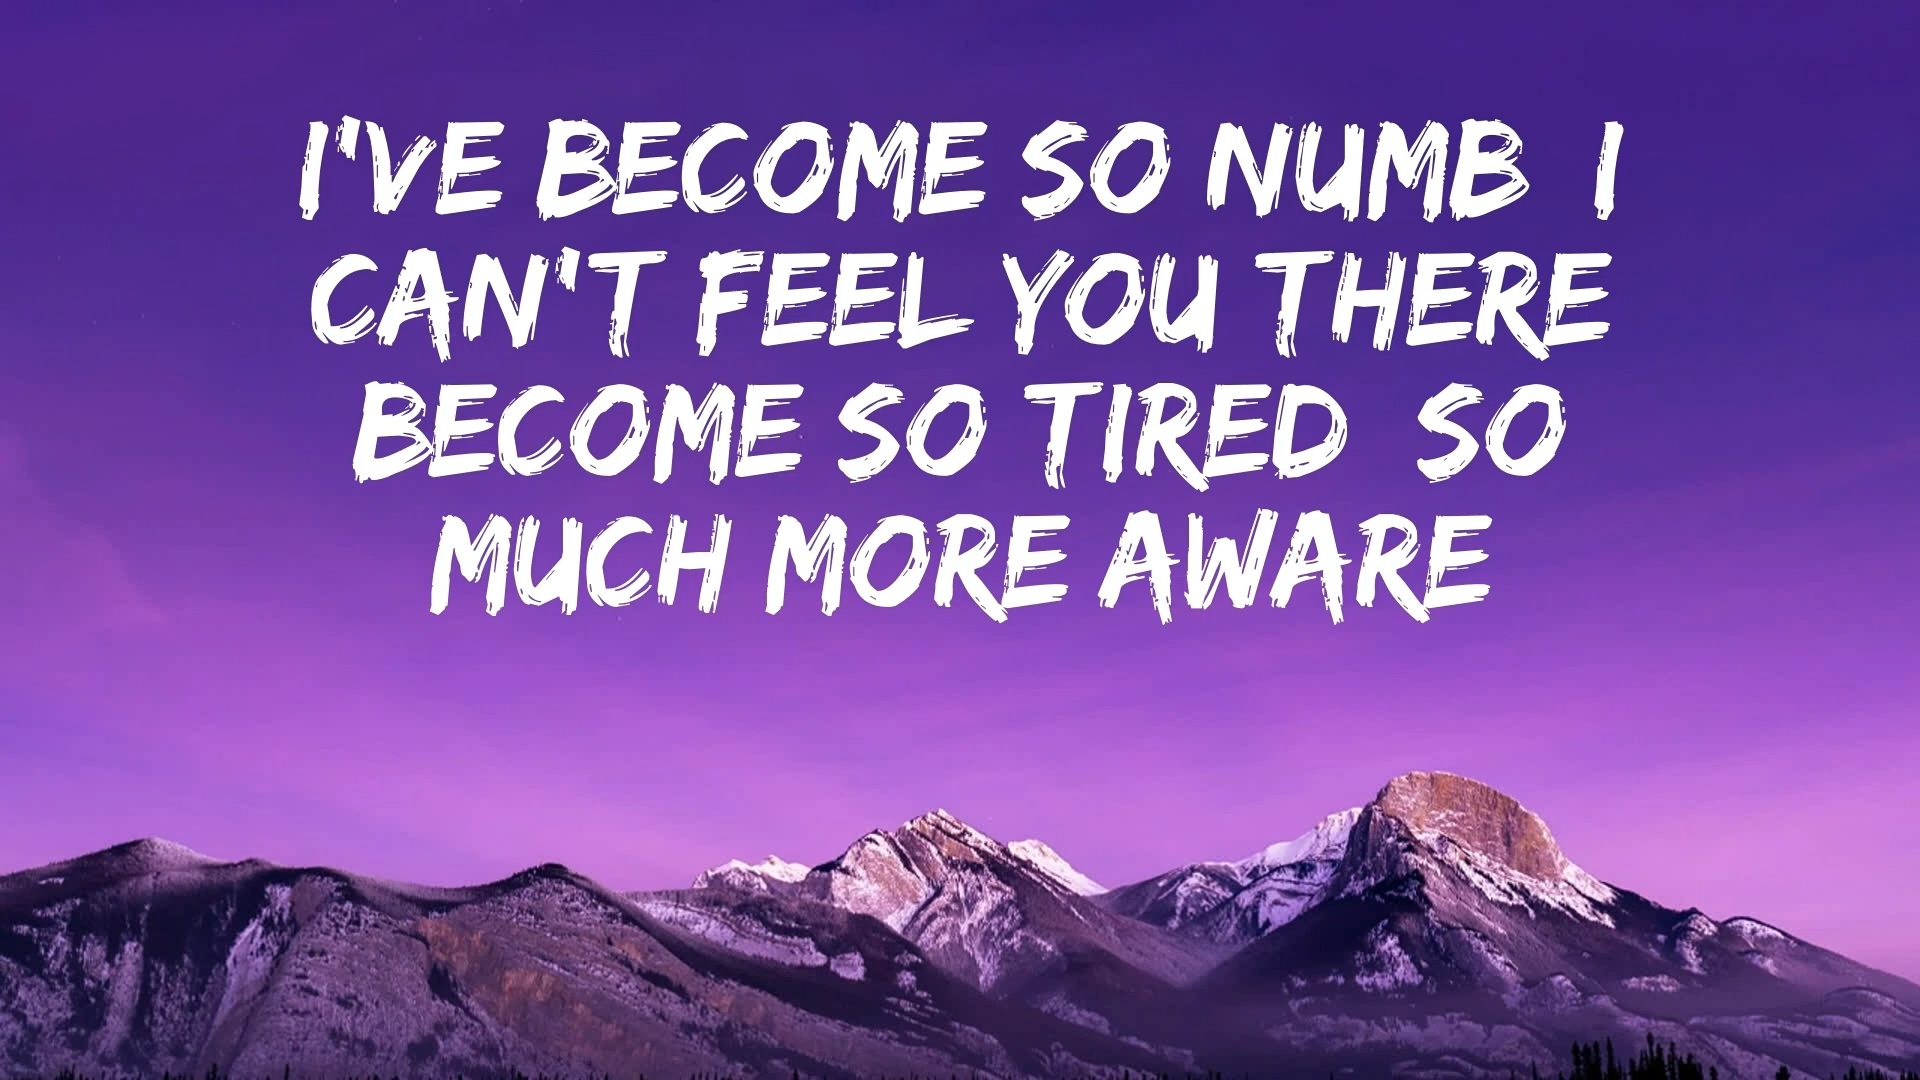 I'VE BECOME SO NUMB  I
CAN'T FEEL YOU THERE
BECOME SO TIRED  SO
MUCH MORE AWARE